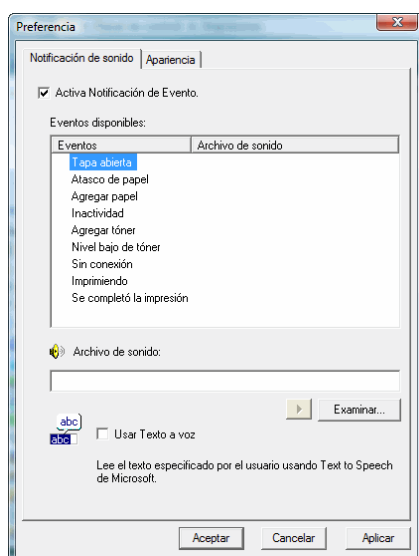 Preferencia
Notificación de sonido Apariencia
Activa Notificación de Evento.
Eventos disponibles:
Eventos Archivo de sonido
Tapa abierta
Atasco de papel
Agregar papel
Inactividad
Agregar tóner
Nivel bajo de tóner
Sin conexión
Imprimiendo
Se completó la impresión
Archivo de sonido:
Examinar...
abc
abc
Usar Texto a voz
Lee el texto especificado por el usuario usando Text to Speech
de Microsoft.
Aceptar Cancelar Aplicar